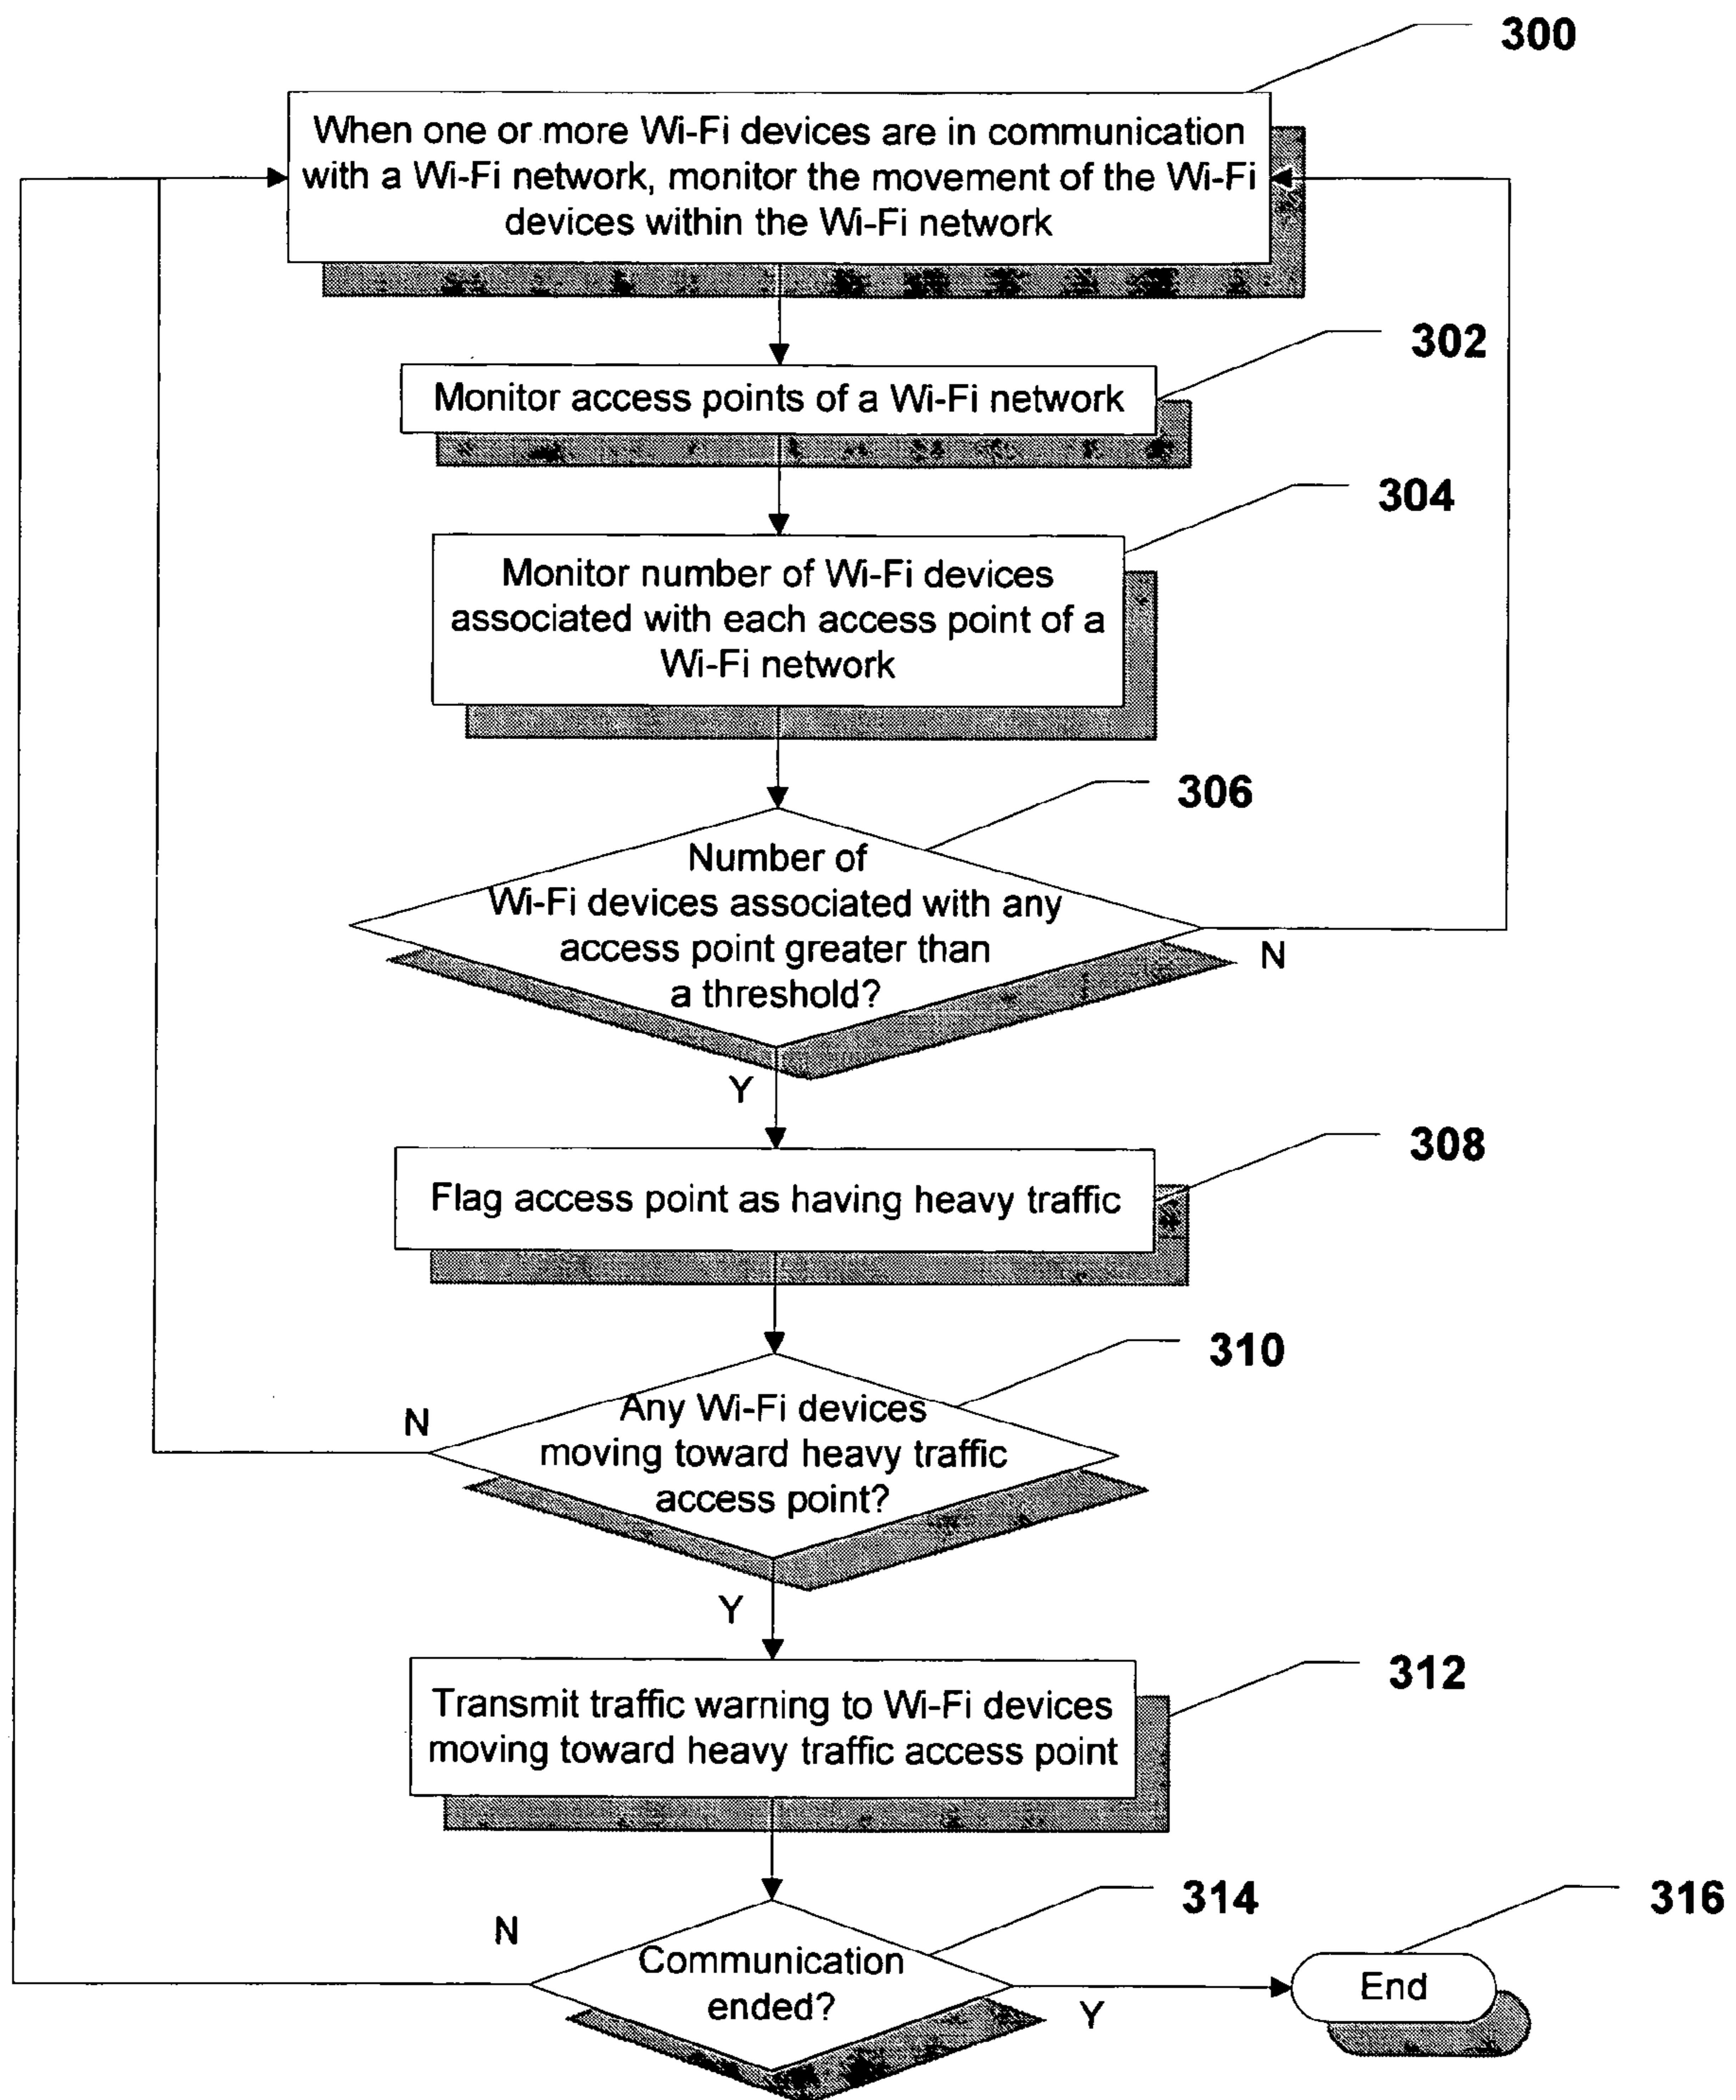 300
When one or more Wi-Fi devices are in communication
with a Wi-Fi network, monitor the movement of the Wi-Fi
devices within the Wi-Fi network
302
Monitor access points of a Wi-Fi network
304
Monitor number of Wi-Fi devices
associated with each access point of a
Wi-Fi network
306
Number of
Wi-Fi devices associated with any
access point greater than
a threshold?
N
Y
308
Flag access point as having heavy traffic
310
N
Any Wi-Fi devices
moving toward heavy traffic
access point?
Y
312
Transmit traffic warning to Wi-Fi devices
moving toward heavy traffic access point
314
316
N
Communication
ended?
Y
End